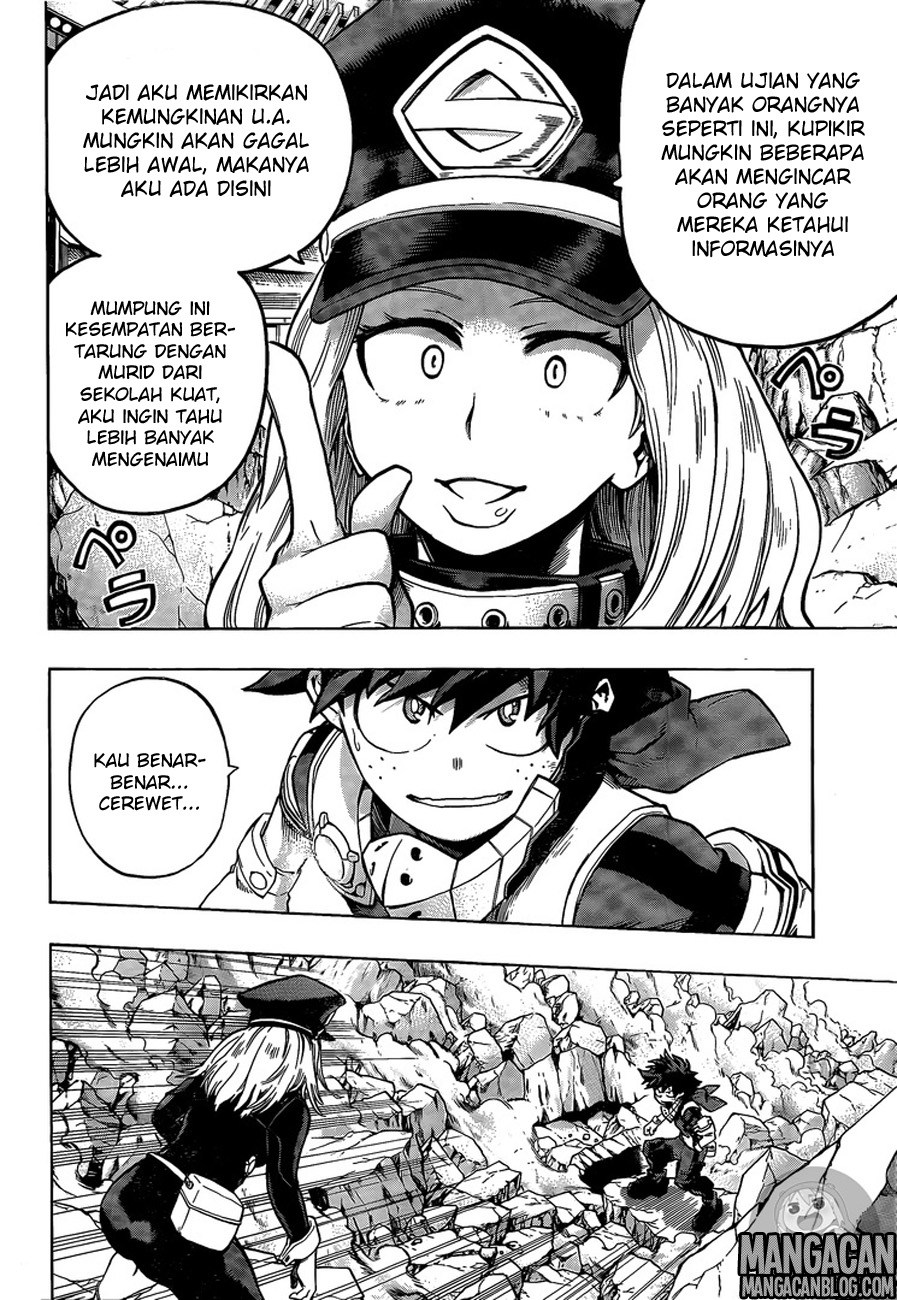 DALAM UJIAN YANG
BANYAK ORANGNYA
SEPERTI INI, KUPIKIR
MUNGKIN BEBERAPA
AKAN MENGINCAR
ORANG YANG
MEREKA KETAHUI
INFORMASINYA
JADI AKU MEMIKIRKAN
KEMUNGKINAN U.A.
MUNGKIN AKAN GAGAL
LEBIH AWAL, MAKANYA
AKU ADA DISINI
MUMPUNG INI
KESEMPATAN BER-
TARUNG DENGAN
MURID DARI
SEKOLAH KUAT,
AKU INGIN TAHU
LEBIH BANYAK
MENGENAIMU
ペラ
ペラ
KAU BENAR-
BENAR...
CEREWET...
MANGACAN
MANGACANBLOG.COM